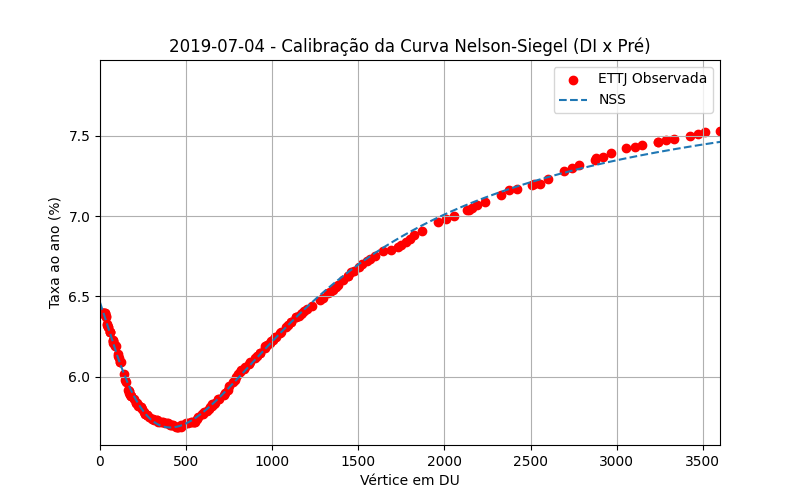 2019-07-04 - Calibração da Curva Nelson-Siegel (DI x Pré)
ETTJ Observada
NSS
Taxa ao ano (%)
7.5
7.0
6.5
6.0
0 500 1000 1500 2000 2500 3000 3500
Vértice em DU